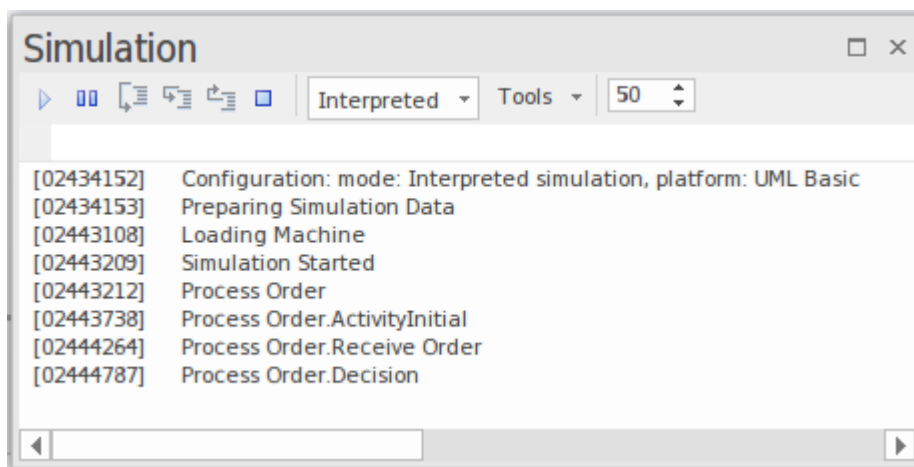 Simulation
Interpreted Tools 50
[02434152] Configuration: mode: Interpreted simulation, platform: UML Basic
[02434153] Preparing Simulation Data
[02443108] Loading Machine
[02443209] Simulation Started
[02443212] Process Order
[02443738] Process Order.ActivityInitial
[02444264] Process Order.Receive Order
[02444787] Process Order.Decision